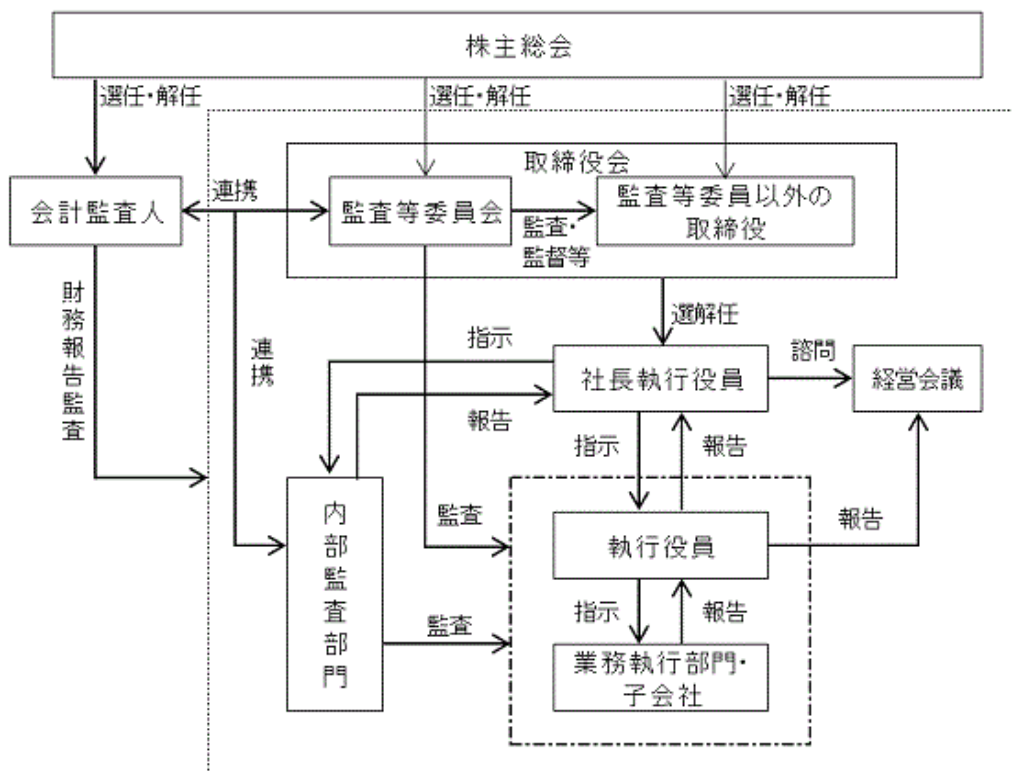 株主総会
選任・解任
選任・解任
選任・解任
取締役会
会計監査人
連携
監査等委員会
監査・
監督等
監査等委員以外の
取締役
選解任
財務報告監査
連携
指示
報告
社長執行役員
諮問
経営会議
指示
報告
内部監査部門
監査
執行役員
報告
監査
指示
報告
業務執行部門・
子会社